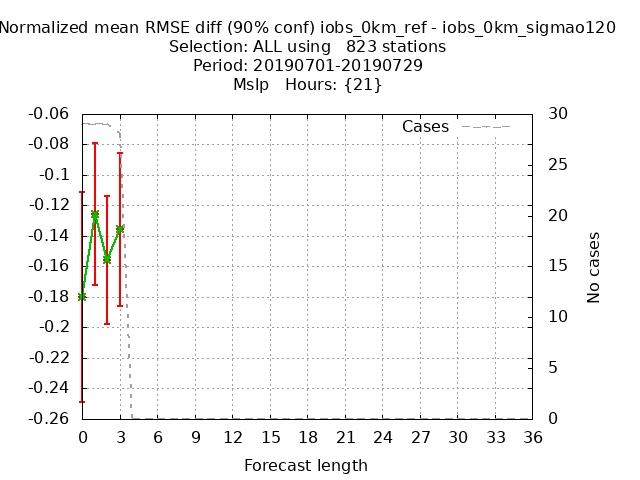 Normalized mean RMSE diff (90% conf) iobs_0km_ref - iobs_0km_sigmao120
Selection: ALL using   823 stations
Period: 20190701-20190729
Mslp   Hours: {21}
Cases
-0.06
-0.08
-0.1
-0.12
-0.14
-0.16
-0.18
-0.2
-0.22
-0.24
-0.26
30
25
20
15
10
5
0
No cases
0 3 6 9 12 15 18 21 24 27 30 33 36
Forecast length